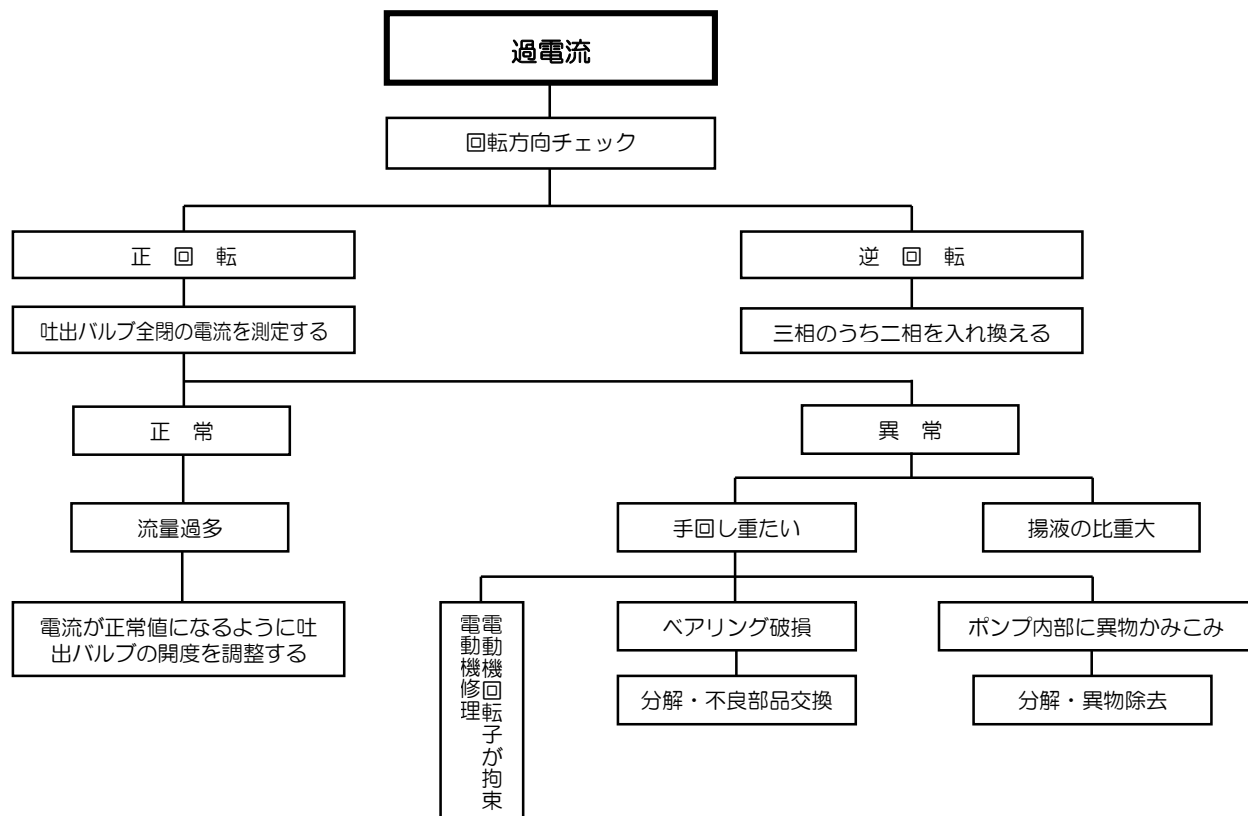 過電流
回転方向チェック
正 回 転
逆 回 転
吐出バルブ全閉の電流を測定する
三相のうち二相を入れ換える
正 常
異 常
流量過多
手回し重たい
揚液の比重大
電流が正常値になるように吐
出バルブの開度を調整する
電動機回転子が拘束
電動機修理
ベアリング破損
ポンプ内部に異物かみこみ
分解・不良部品交換
分解・異物除去